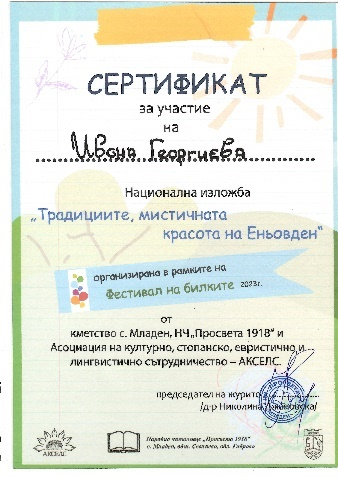 СЕРТИФИКАТ
за участие
на
Ивона Георгиева
Национална изложба
„Традициите, мистичната
красота на Еньовден“
организирана в рамките на
Фестивал на билките 2023г.
от
кметство с. Младен, НЧ„Просвета 1918“ и
Асоциация на културно, стопанско, евристично и
лингвистично сътрудничество – АКСЕЛС.
председател на журито
/д-р Николина
АКСЕЛС
Народно читалище „Просвета 1918"
с. Младен, общ. Севлиево, обл. Габрово